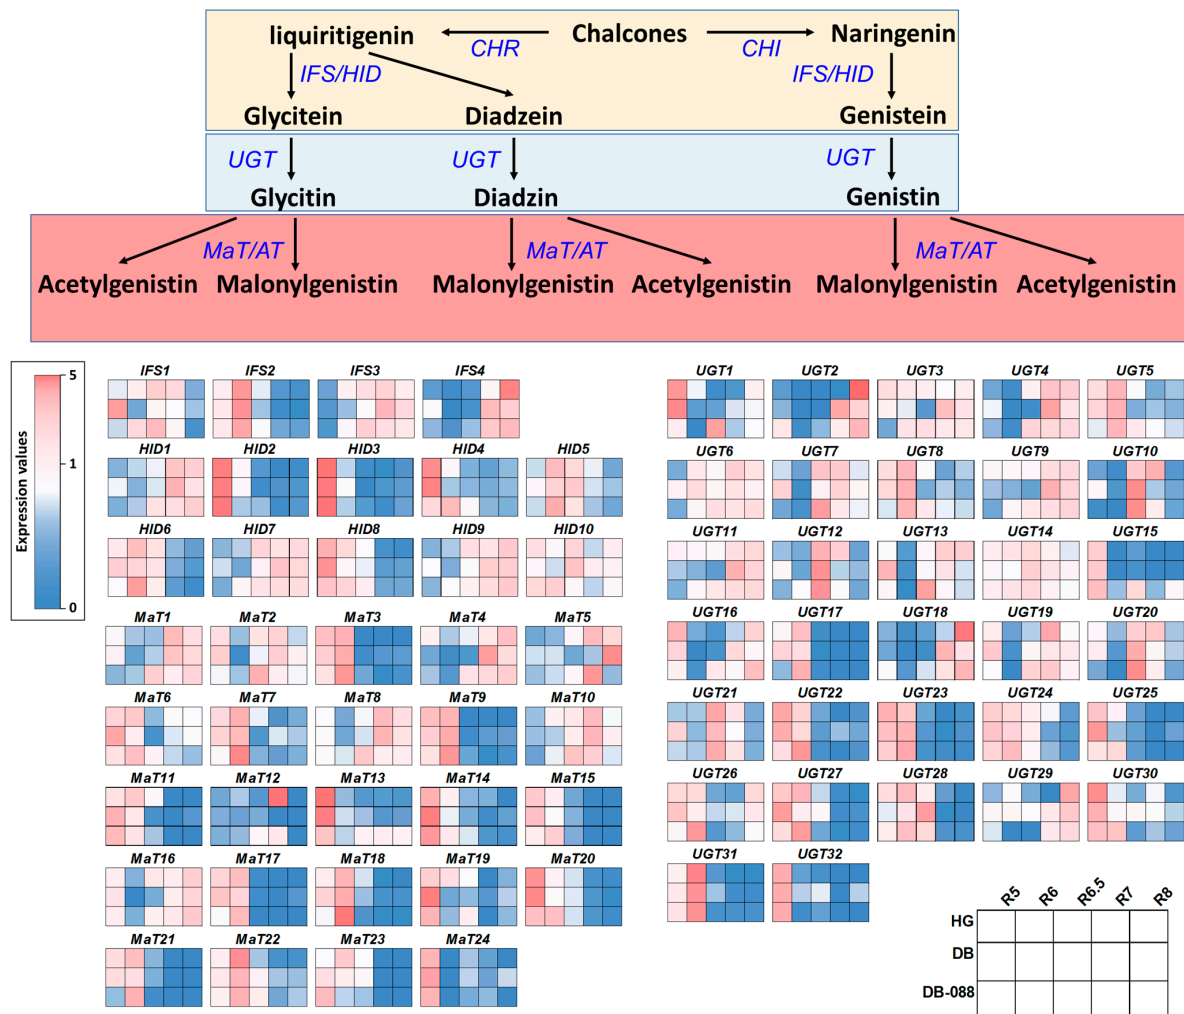 liquiritigenin CHR Chalcones CHI Naringenin
IFS/HID IFS/HID
Glycitein Diadzein Genistein
UGT UGT UGT
Glycitin Diadzin Genistin
MaT/AT MaT/AT MaT/AT
Acetylgenistin Malonylgenistin Malonylgenistin Acetylgenistin Malonylgenistin Acetylgenistin
5
1
0
Expression values
IFS1 IFS2 IFS3 IFS4
HID1 HID2 HID3 HID4 HID5
HID6 HID7 HID8 HID9 HID10
MaT1 MaT2 MaT3 MaT4 MaT5
MaT6 MaT7 MaT8 MaT9 MaT10
MaT11 MaT12 MaT13 MaT14 MaT15
MaT16 MaT17 MaT18 MaT19 MaT20
MaT21 MaT22 MaT23 MaT24
UGT1 UGT2 UGT3 UGT4 UGT5
UGT6 UGT7 UGT8 UGT9 UGT10
UGT11 UGT12 UGT13 UGT14 UGT15
UGT16 UGT17 UGT18 UGT19 UGT20
UGT21 UGT22 UGT23 UGT24 UGT25
UGT26 UGT27 UGT28 UGT29 UGT30
UGT31 UGT32
R5 R6 R6.5 R7 R8
HG
DB
DB-088